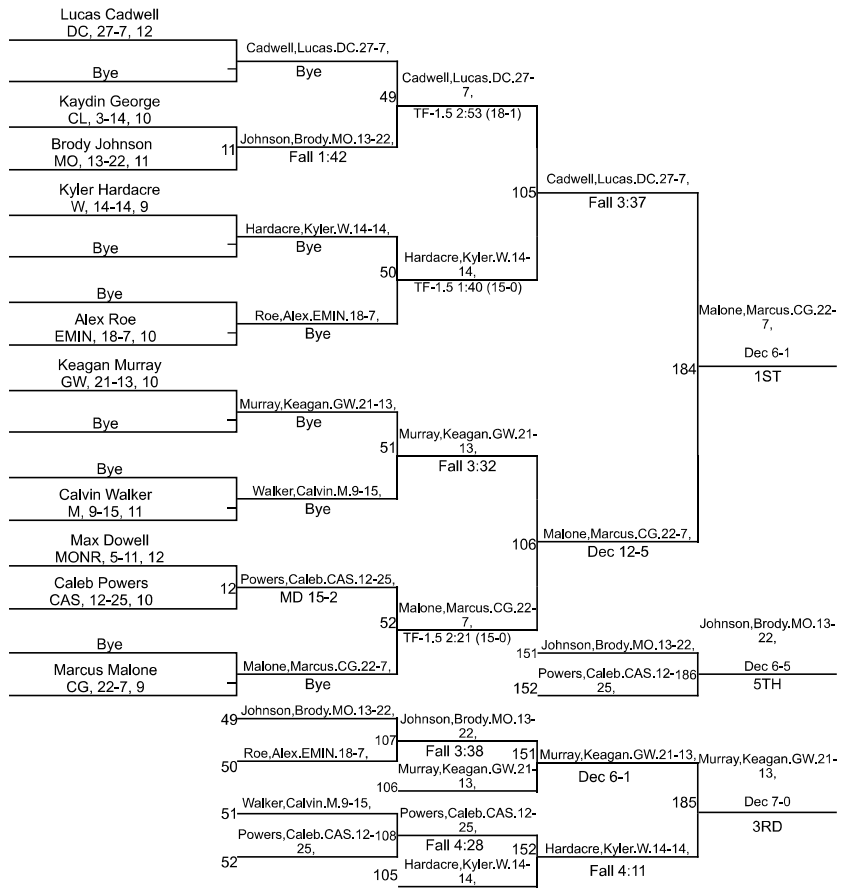 Lucas Cadwell
DC, 27-7, 12
Cadwell,Lucas.DC.27-7,
Bye
Bye
Cadwell,Lucas.DC.27-
7,
49
TF-1.5 2:53 (18-1)
Kaydin George
CL, 3-14, 10
Brody Johnson
MO, 13-22, 11
11
Johnson,Brody.MO.13-22,
Fall 1:42
Cadwell,Lucas.DC.27-7,
105
Fall 3:37
Kyler Hardacre
W, 14-14, 9
Hardacre,Kyler.W.14-14,
Bye
Bye
Hardacre,Kyler.W.14-
14,
50
TF-1.5 1:40 (15-0)
Bye
Alex Roe
EMIN, 18-7, 10
Roe,Alex.EMIN.18-7,
Bye
Malone,Marcus.CG.22-
7,
Dec 6-1
184
1ST
Keagan Murray
GW, 21-13, 10
Murray,Keagan.GW.21-13,
Bye
Bye
Murray,Keagan.GW.21-
13,
51
Fall 3:32
Bye
Calvin Walker
M, 9-15, 11
Walker,Calvin.M.9-15,
Bye
Malone,Marcus.CG.22-7,
106
Dec 12-5
Max Dowell
MONR, 5-11, 12
Caleb Powers
CAS, 12-25, 10
12
Powers,Caleb.CAS.12-25,
MD 15-2
Malone,Marcus.CG.22-
7,
52
TF-1.5 2:21 (15-0)
Bye
Marcus Malone
CG, 22-7, 9
Malone,Marcus.CG.22-7,
Bye
151
Johnson,Brody.MO.13-22,
Johnson,Brody.MO.13-
22,
152
Powers,Caleb.CAS.12-
25,
186
Dec 6-5
5TH
49
Johnson,Brody.MO.13-22,
Johnson,Brody.MO.13-
22,
107
Fall 3:38
50
Roe,Alex.EMIN.18-7,
106
Murray,Keagan.GW.21-
13,
151
Murray,Keagan.GW.21-13,
Dec 6-1
Murray,Keagan.GW.21-
13,
185
Dec 7-0
3RD
51
Walker,Calvin.M.9-15,
Powers,Caleb.CAS.12-
25,
108
Fall 4:28
52
Powers,Caleb.CAS.12-
25,
105
Hardacre,Kyler.W.14-
14,
152
Hardacre,Kyler.W.14-14,
Fall 4:11